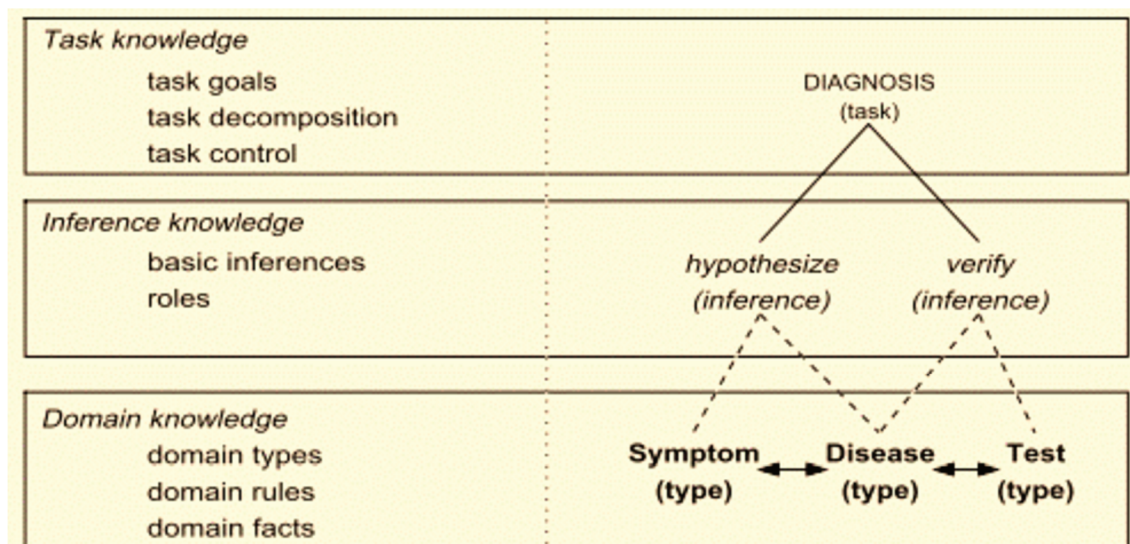 Task knowledge
task goals
task decomposition
task control
DIAGNOSIS
(task)
Inference knowledge
basic inferences
roles
hypothesize
(inference)
verify
(inference)
Domain knowledge
domain types
domain rules
domain facts
Symptom
(type)
Disease
(type)
Test
(type)